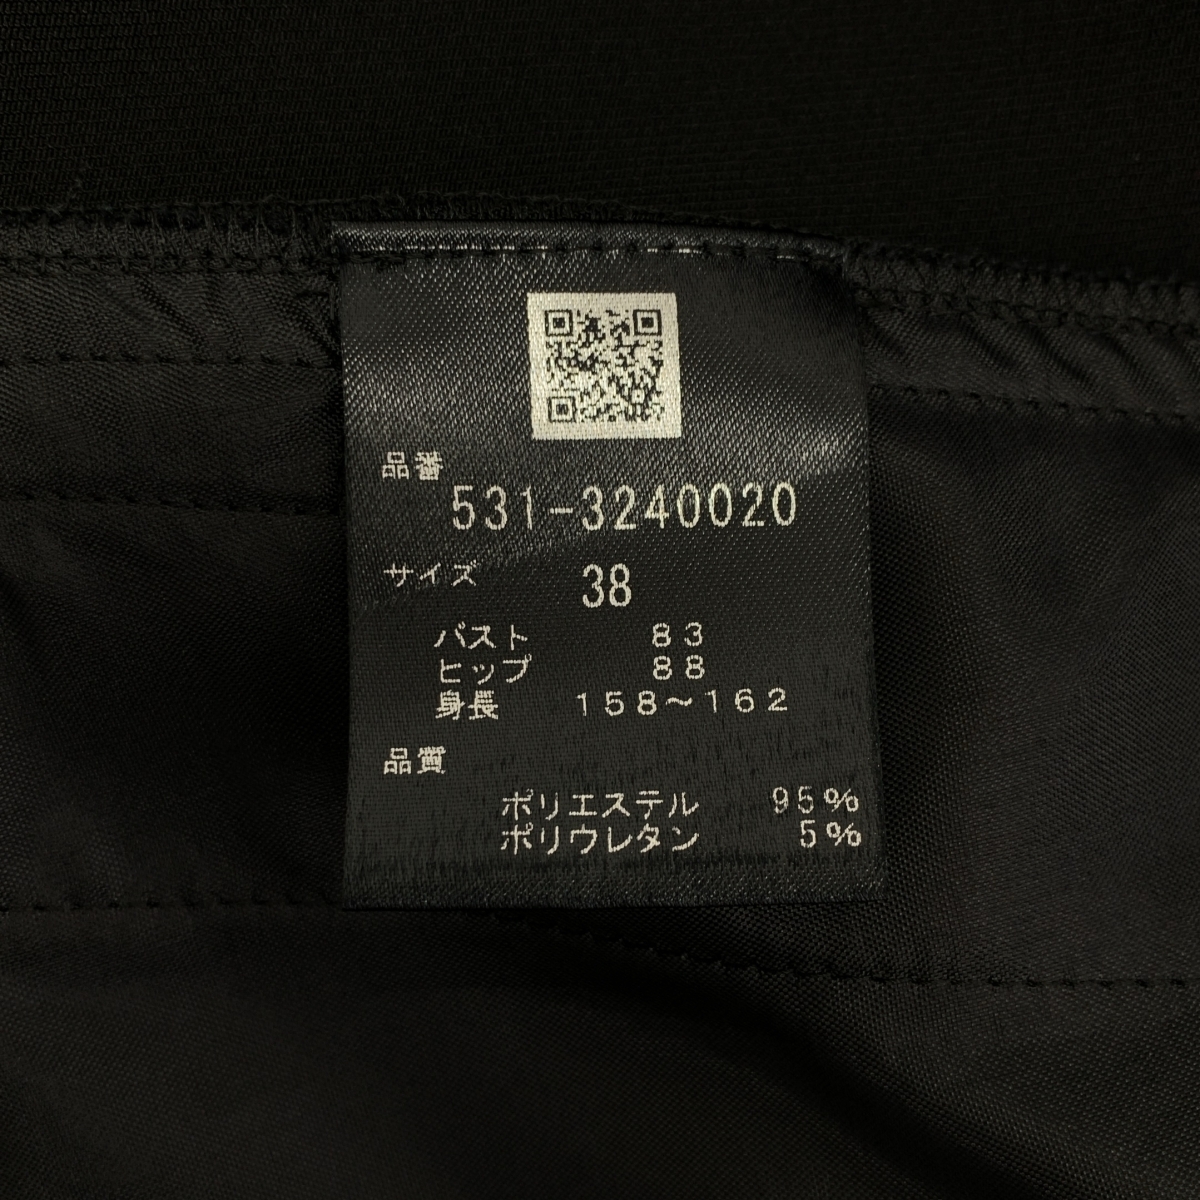 品番
531-3240020
サイズ 38
バスト 83
ヒップ 88
身長 158～162
品質
ポリエステル 95%
ポリウレタン 5%